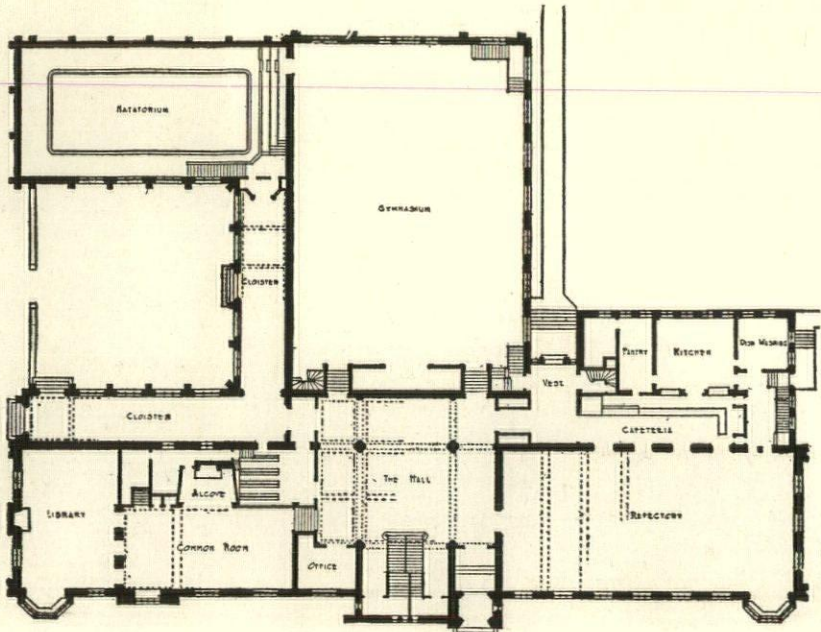 NATATORIUM
GYMNASIUM
CLOISTER
PANTRY
KITCHEN
DISH WASHING
VEST
CLOISTER
CAFETERIA
ALCOVE
THE HALL
LIBRARY
REFECTORY
COMMON ROOM
OFFICE